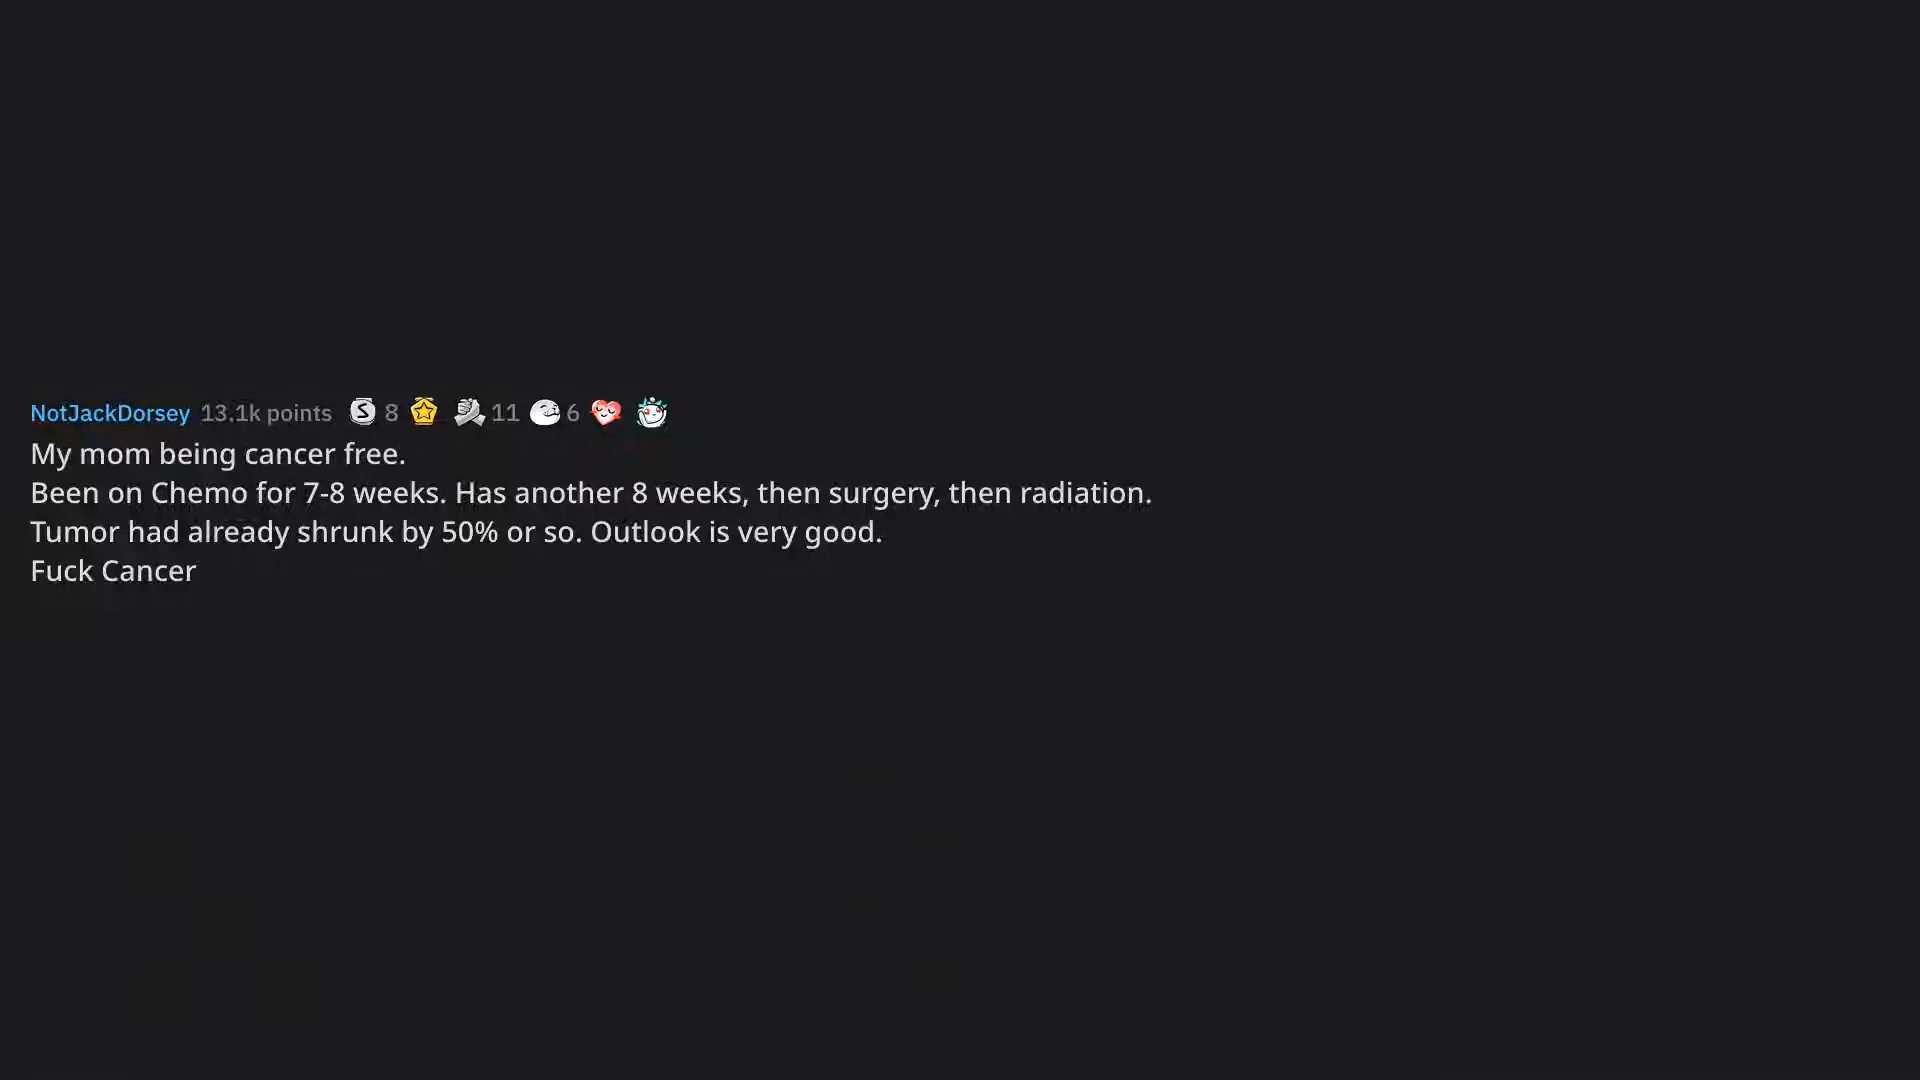 NotJackDorsey 13.1k points 8 11 6
My mom being cancer free.
Been on Chemo for 7-8 weeks. Has another 8 weeks, then surgery, then radiation.
Tumor had already shrunk by 50% or so. Outlook is very good.
Fuck Cancer